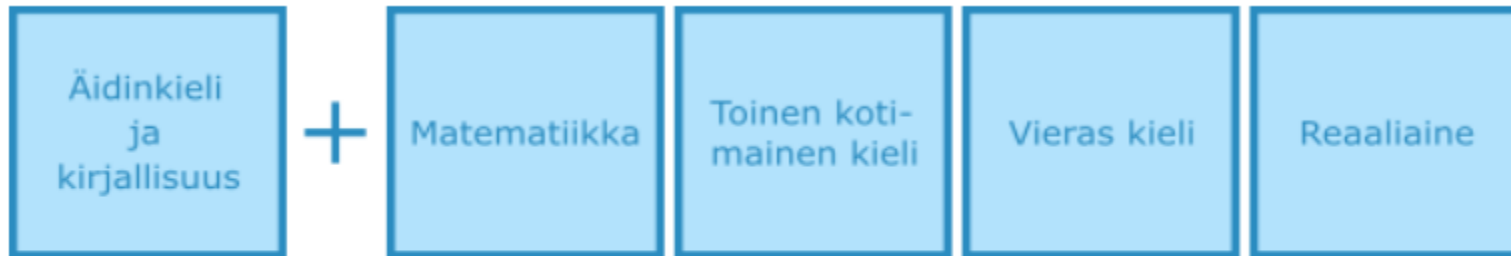 Äidinkieli
ja
kirjallisuus
+
Matematiikka
Toinen koti-
mainen kieli
Vieras kieli
Reaaliaine